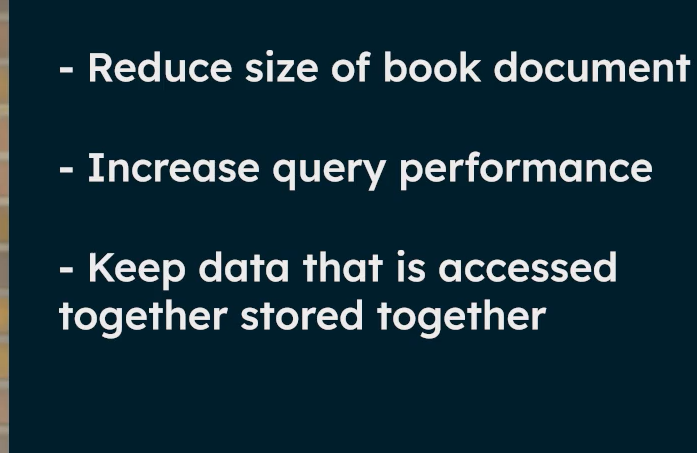 - Reduce size of book document
- Increase query performance
- Keep data that is accessed
together stored together